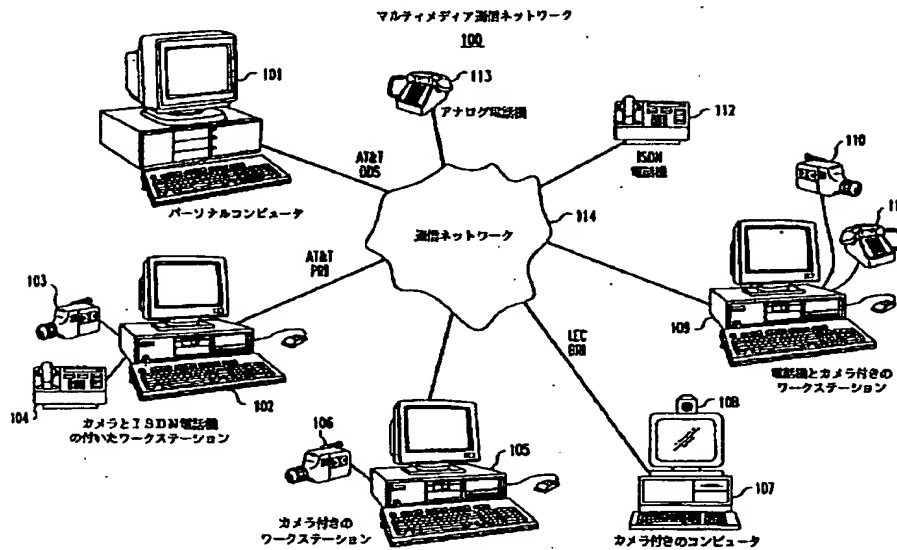 マルチメディア通信ネットワーク
100
101
113
アナログ電話機
112
ISDN
電話機
110
AT&T
DDS
パーソナルコンピュータ
114
通信ネットワーク
AT&T
PRI
103
104
102
カメラとISDN電話機
の付いたワークステーション
109
電話機とカメラ付きの
ワークステーション
LEC
BRI
106
105
カメラ付きの
ワークステーション
108
107
カメラ付きのコンピュータ